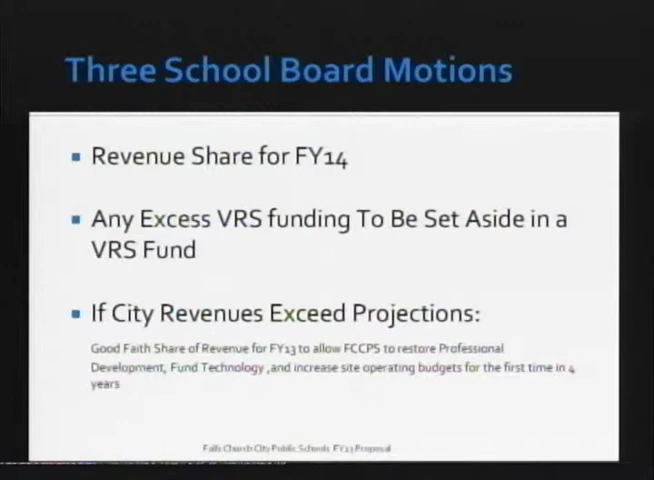 Three School Board Motions
Revenue Share for FY14
Any Excess VRS funding To Be Set Aside in a
VRS Fund
If City Revenues Exceed Projections:
Good Faith Share of Revenue for FY13 to allow FCCPS to restore Professional
Development, Fund Technology ,and increase site operating budgets for the first time in 4
years
Falls Church City Public Schools FY13 Proposal